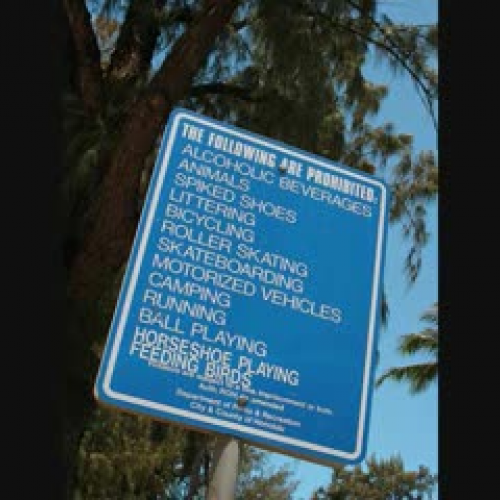 THE FOLLOWING ARE PROHIBITED:
ALCOHOLIC BEVERAGES
ANIMALS
SPIKED SHOES
LITTERING
BICYCLING
ROLLER SKATING
SKATEBOARDING
MOTORIZED VEHICLES
CAMPING
RUNNING
BALL PLAYING
HORSESHOE PLAYING
FEEDING BIRDS
Department of Parks & Recreation
City & County of Honolulu